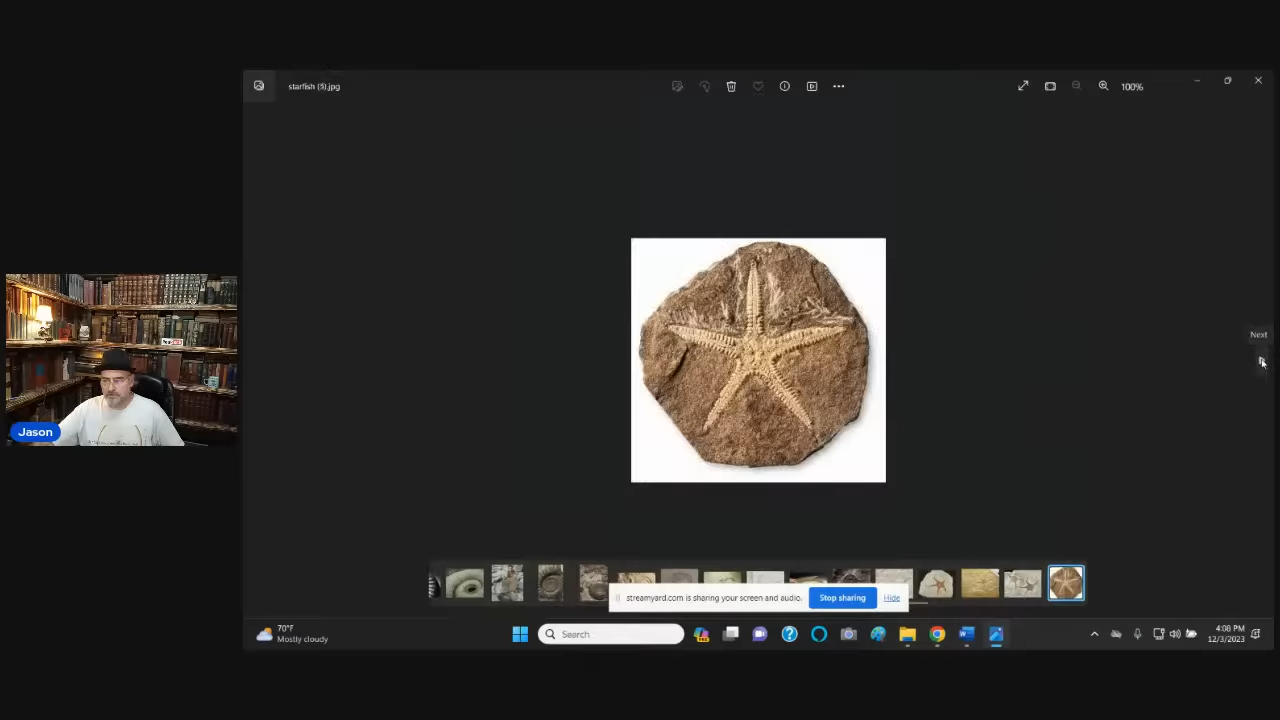 starfish (5).jpg
100%
Next
Jason
streamyard.com is sharing your screen and audio.
Stop sharing
Hide
70°F
Mostly cloudy
Search
4:08 PM
12/3/2023